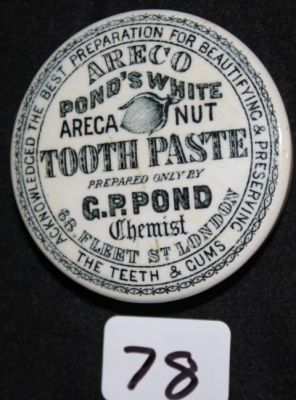 ACKNOWLEDGED THE BEST PREPARATION FOR BEAUTIFYING & PRESERVING
THE TEETH & GUMS
ARECO
POND'S WHITE
ARECA NUT
TOOTH PASTE
PREPARED ONLY BY
G.P. POND
Chemist
68, FLEET ST LONDON
78